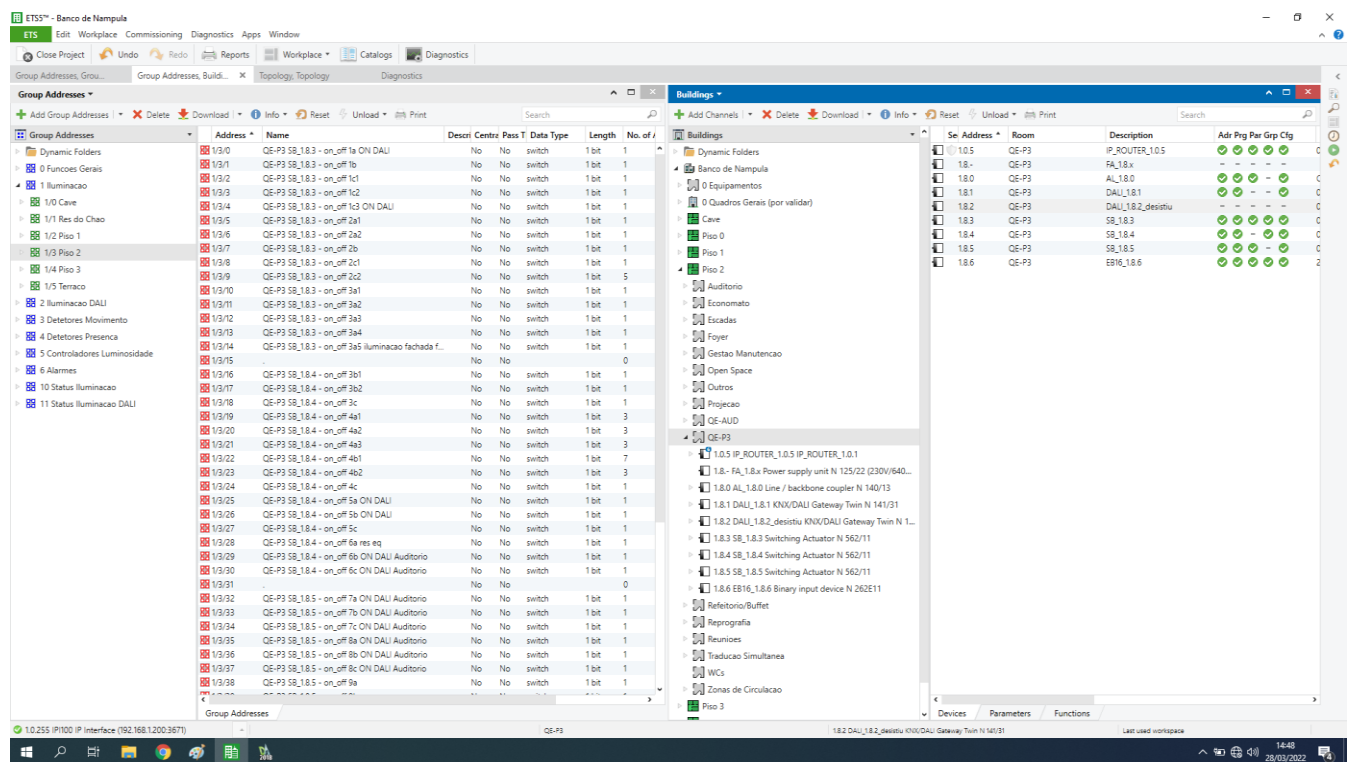 ETS5™ - Banco de Nampula
ETS Edit Workplace Commissioning Diagnostics Apps Window
Close Project Undo Redo Reports Workplace Catalogs Diagnostics
Group Addresses, Grou... Group Addresses, Buildi... Topology, Topology Diagnostics
Group Addresses
Add Group Addresses Delete Download Info Reset Unload Print Search
Group Addresses
Dynamic Folders
0 Funcoes Gerais
1 Iluminacao
1/0 Cave
1/1 Res do Chao
1/2 Piso 1
1/3 Piso 2
1/4 Piso 3
1/5 Terraco
2 Iluminacao DALI
3 Detetores Movimento
4 Detetores Presenca
5 Controladores Luminosidade
6 Alarmes
10 Status Iluminacao
11 Status Iluminacao DALI
Address Name Descri Centra Pass T Data Type Length No. of
1/3/0 QE-P3 SB_1.8.3 - on_off 1a ON DALI No No switch 1 bit 1
1/3/1 QE-P3 SB_1.8.3 - on_off 1b No No switch 1 bit 1
1/3/2 QE-P3 SB_1.8.3 - on_off 1c1 No No switch 1 bit 1
1/3/3 QE-P3 SB_1.8.3 - on_off 1c2 No No switch 1 bit 1
1/3/4 QE-P3 SB_1.8.3 - on_off 1c3 ON DALI No No switch 1 bit 1
1/3/5 QE-P3 SB_1.8.3 - on_off 2a1 No No switch 1 bit 1
1/3/6 QE-P3 SB_1.8.3 - on_off 2a2 No No switch 1 bit 1
1/3/7 QE-P3 SB_1.8.3 - on_off 2b No No switch 1 bit 1
1/3/8 QE-P3 SB_1.8.3 - on_off 2c1 No No switch 1 bit 1
1/3/9 QE-P3 SB_1.8.3 - on_off 2c2 No No switch 1 bit 5
1/3/10 QE-P3 SB_1.8.3 - on_off 3a1 No No switch 1 bit 1
1/3/11 QE-P3 SB_1.8.3 - on_off 3a2 No No switch 1 bit 1
1/3/12 QE-P3 SB_1.8.3 - on_off 3a3 No No switch 1 bit 1
1/3/13 QE-P3 SB_1.8.3 - on_off 3a4 No No switch 1 bit 1
1/3/14 QE-P3 SB_1.8.3 - on_off 3a5 iluminacao fachada f... No No switch 1 bit 1
1/3/15 . No No 0
1/3/16 QE-P3 SB_1.8.4 - on_off 3b1 No No switch 1 bit 1
1/3/17 QE-P3 SB_1.8.4 - on_off 3b2 No No switch 1 bit 1
1/3/18 QE-P3 SB_1.8.4 - on_off 3c No No switch 1 bit 1
1/3/19 QE-P3 SB_1.8.4 - on_off 4a1 No No switch 1 bit 3
1/3/20 QE-P3 SB_1.8.4 - on_off 4a2 No No switch 1 bit 3
1/3/21 QE-P3 SB_1.8.4 - on_off 4a3 No No switch 1 bit 3
1/3/22 QE-P3 SB_1.8.4 - on_off 4b1 No No switch 1 bit 7
1/3/23 QE-P3 SB_1.8.4 - on_off 4b2 No No switch 1 bit 3
1/3/24 QE-P3 SB_1.8.4 - on_off 4c No No switch 1 bit 1
1/3/25 QE-P3 SB_1.8.4 - on_off 5a ON DALI No No switch 1 bit 1
1/3/26 QE-P3 SB_1.8.4 - on_off 5b ON DALI No No switch 1 bit 1
1/3/27 QE-P3 SB_1.8.4 - on_off 5c No No switch 1 bit 1
1/3/28 QE-P3 SB_1.8.4 - on_off 6a res eq No No switch 1 bit 1
1/3/29 QE-P3 SB_1.8.4 - on_off 6b ON DALI Auditorio No No switch 1 bit 1
1/3/30 QE-P3 SB_1.8.4 - on_off 6c ON DALI Auditorio No No switch 1 bit 1
1/3/31 . No No 0
1/3/32 QE-P3 SB_1.8.5 - on_off 7a ON DALI Auditorio No No switch 1 bit 1
1/3/33 QE-P3 SB_1.8.5 - on_off 7b ON DALI Auditorio No No switch 1 bit 1
1/3/34 QE-P3 SB_1.8.5 - on_off 7c ON DALI Auditorio No No switch 1 bit 1
1/3/35 QE-P3 SB_1.8.5 - on_off 8a ON DALI Auditorio No No switch 1 bit 1
1/3/36 QE-P3 SB_1.8.5 - on_off 8b ON DALI Auditorio No No switch 1 bit 1
1/3/37 QE-P3 SB_1.8.5 - on_off 8c ON DALI Auditorio No No switch 1 bit 1
1/3/38 QE-P3 SB_1.8.5 - on_off 9a No No switch 1 bit 1
Group Addresses
Buildings
Add Channels Delete Download Info Reset Unload Print Search
Buildings
Dynamic Folders
Banco de Nampula
0 Equipamentos
0 Quadros Gerais (por validar)
Cave
Piso 0
Piso 1
Piso 2
Auditorio
Economato
Escadas
Foyer
Gestao Manutencao
Open Space
Outros
Projecao
QE-AUD
QE-P3
1.0.5 IP_ROUTER_1.0.5 IP_ROUTER_1.0.1
1.8.- FA_1.8.x Power supply unit N 125/22 (230V/640...
1.8.0 AL_1.8.0 Line / backbone coupler N 140/13
1.8.1 DALI_1.8.1 KNX/DALI Gateway Twin N 141/31
1.8.2 DALI_1.8.2_desistiu KNX/DALI Gateway Twin N 1...
1.8.3 SB_1.8.3 Switching Actuator N 562/11
1.8.4 SB_1.8.4 Switching Actuator N 562/11
1.8.5 SB_1.8.5 Switching Actuator N 562/11
1.8.6 EB16_1.8.6 Binary input device N 262E11
Refeitorio/Buffet
Reprografia
Reunioes
Traducao Simultanea
WCs
Zonas de Circulacao
Piso 3
Se Address Room Description Adr Prg Par Grp Cfg
1.0.5 QE-P3 IP_ROUTER_1.0.5
1.8.- QE-P3 FA_1.8.x - - - - -
1.8.0 QE-P3 AL_1.8.0 -
1.8.1 QE-P3 DALI_1.8.1 - -
1.8.2 QE-P3 DALI_1.8.2_desistiu - - - - -
1.8.3 QE-P3 SB_1.8.3
1.8.4 QE-P3 SB_1.8.4 -
1.8.5 QE-P3 SB_1.8.5 -
1.8.6 QE-P3 EB16_1.8.6
Devices Parameters Functions
1.0.255 IPI100 IP Interface (192.168.1.200:3671) - QE-P3 1.8.2 DALI_1.8.2_desistiu KNX/DALI Gateway Twin N 141/31 Last used workspace
14:48
28/03/2022